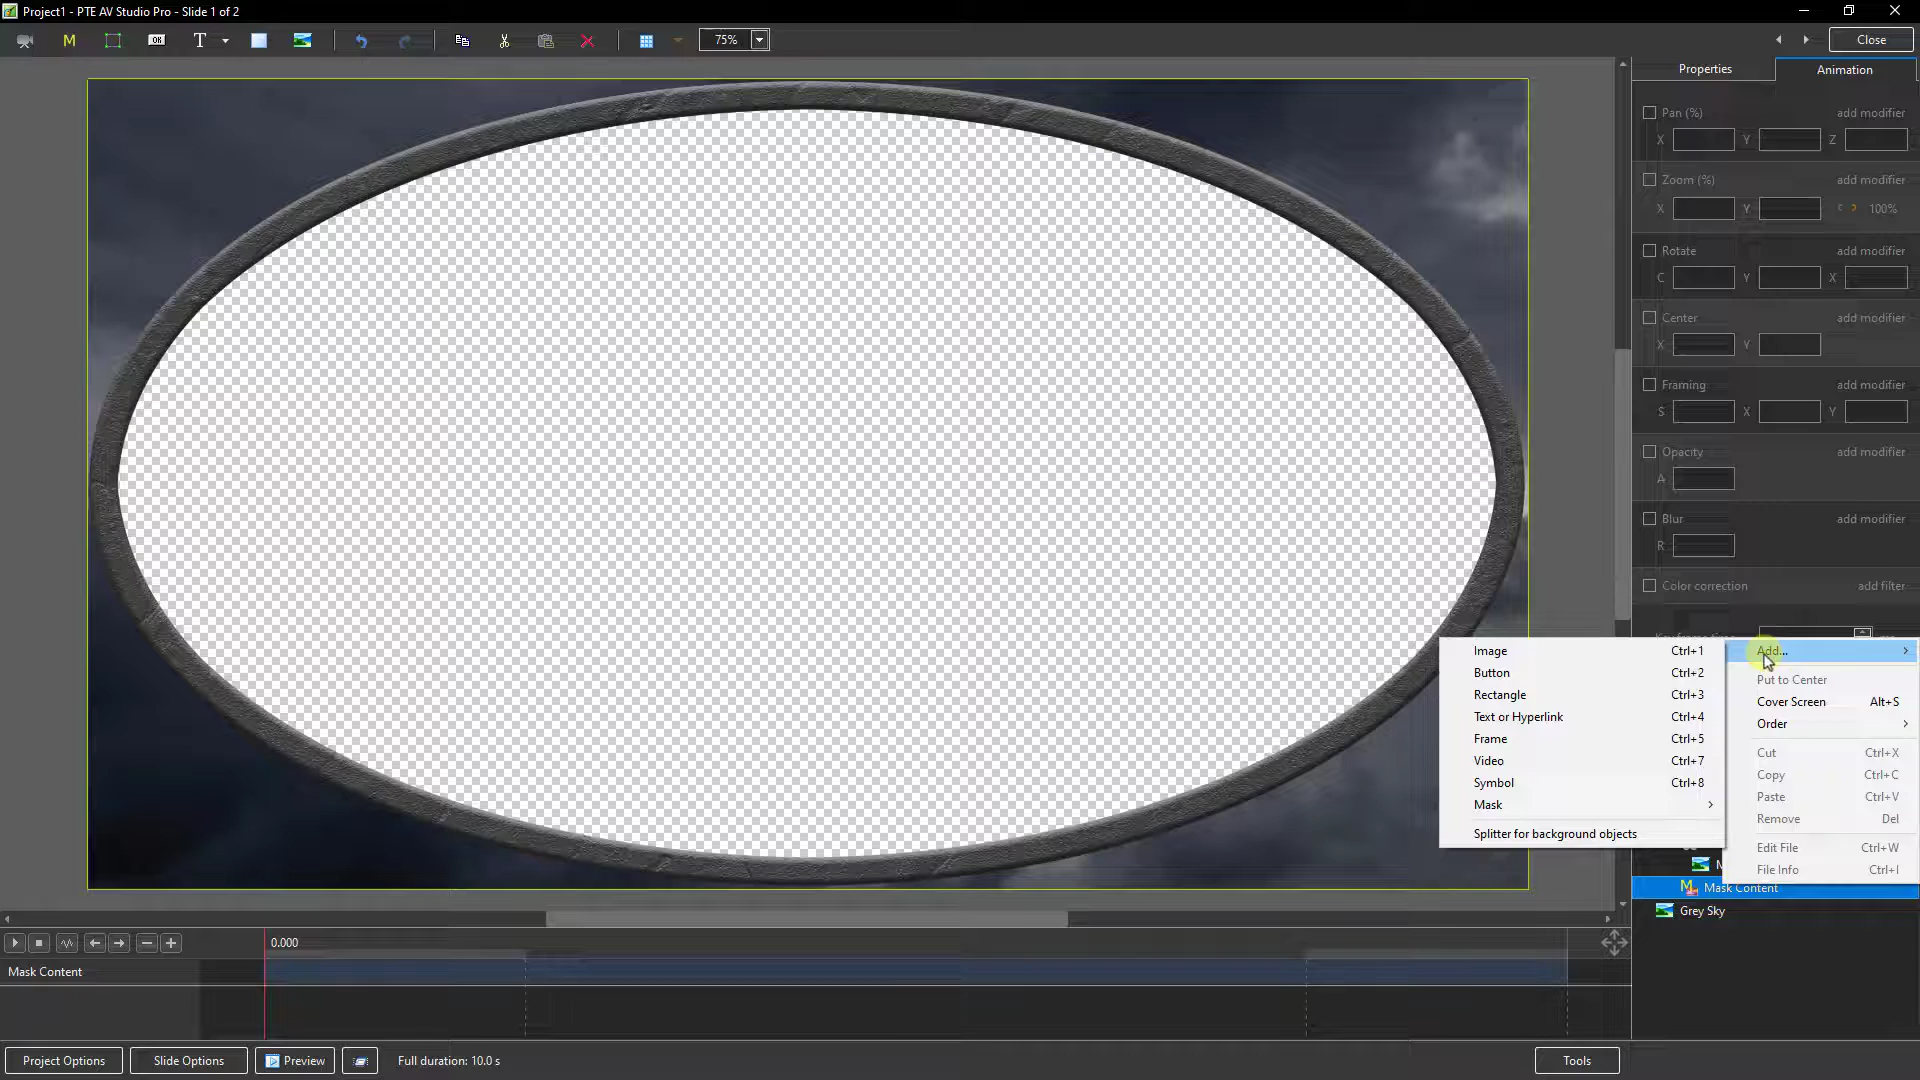 Project1 - PTE AV Studio Pro - Slide 1 of 2
M
OK
T
75%
Close
Properties
Animation
Pan (%)
add modifier
X
Y
Z
Zoom (%)
add modifier
X
Y
100%
Rotate
add modifier
C
Y
X
Center
add modifier
X
Y
Framing
add modifier
S
X
Y
Opacity
add modifier
A
Blur
add modifier
R
Color correction
add filter
Image Ctrl+1
Button Ctrl+2
Rectangle Ctrl+3
Text or Hyperlink Ctrl+4
Frame Ctrl+5
Video Ctrl+7
Symbol Ctrl+8
Mask
Splitter for background objects
Add...
Put to Center
Cover Screen Alt+S
Order
Cut Ctrl+X
Copy Ctrl+C
Paste Ctrl+V
Remove Del
Edit File Ctrl+W
File Info Ctrl+I
M
Mask Content
Grey Sky
0.000
Mask Content
Project Options
Slide Options
Preview
Full duration: 10.0 s
Tools